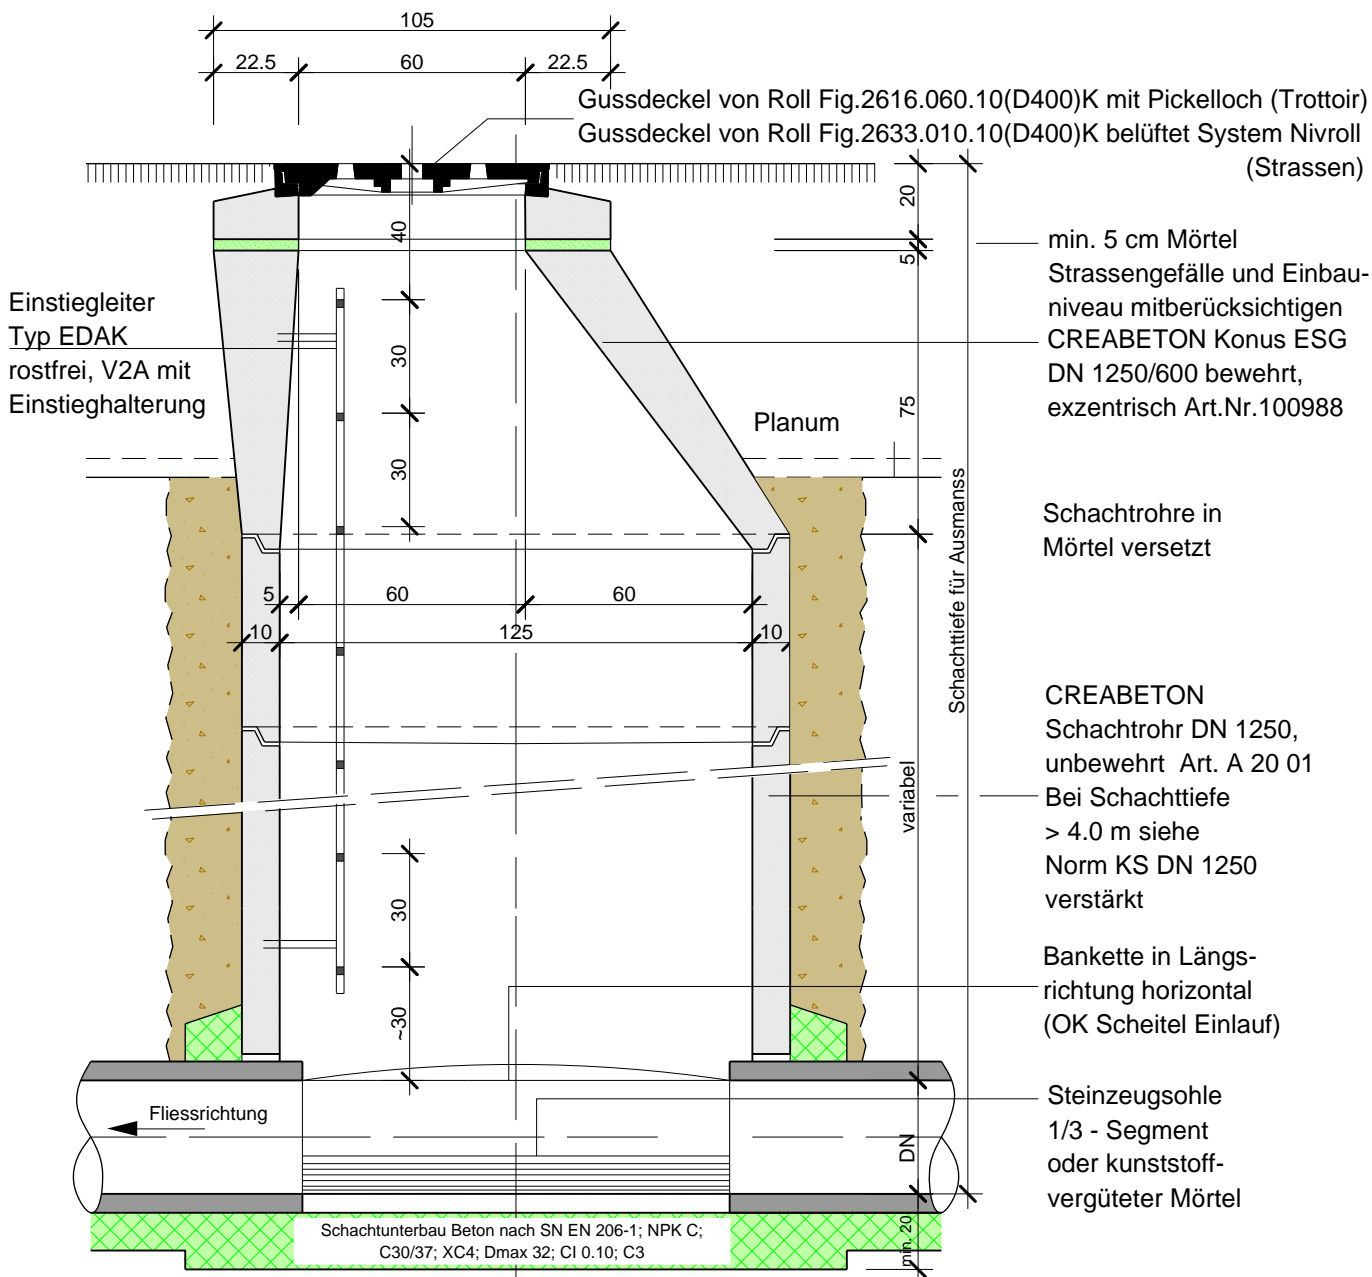 105
22.5
60
22.5
Gussdeckel von Roll Fig.2616.060.10(D400)K mit Pickelloch (Trottoir)
Gussdeckel von Roll Fig.2633.010.10(D400)K belüftet System Nivroll
(Strassen)
20
40
5
min. 5 cm Mörtel
Strassengefälle und Einbau-
niveau mitberücksichtigen
CREABETON Konus ESG
DN 1250/600 bewehrt,
exzentrisch Art.Nr.100988
Einstiegleiter
Typ EDAK
rostfrei, V2A mit
Einstieghalterung
30
75
Planum
30
Schachttiefe für Ausmanss
Schachtrohre in
Mörtel versetzt
5
60
60
10
125
10
CREABETON
Schachtrohr DN 1250,
unbewehrt Art. A 20 01
Bei Schachttiefe
> 4.0 m siehe
Norm KS DN 1250
verstärkt
variabel
30
Bankette in Längs-
richtung horizontal
(OK Scheitel Einlauf)
~30
Fliessrichtung
DN
Steinzeugsohle
1/3 - Segment
oder kunststoff-
vergüteter Mörtel
Schachtunterbau Beton nach SN EN 206-1; NPK C;
C30/37; XC4; Dmax 32; CI 0.10; C3
min. 20